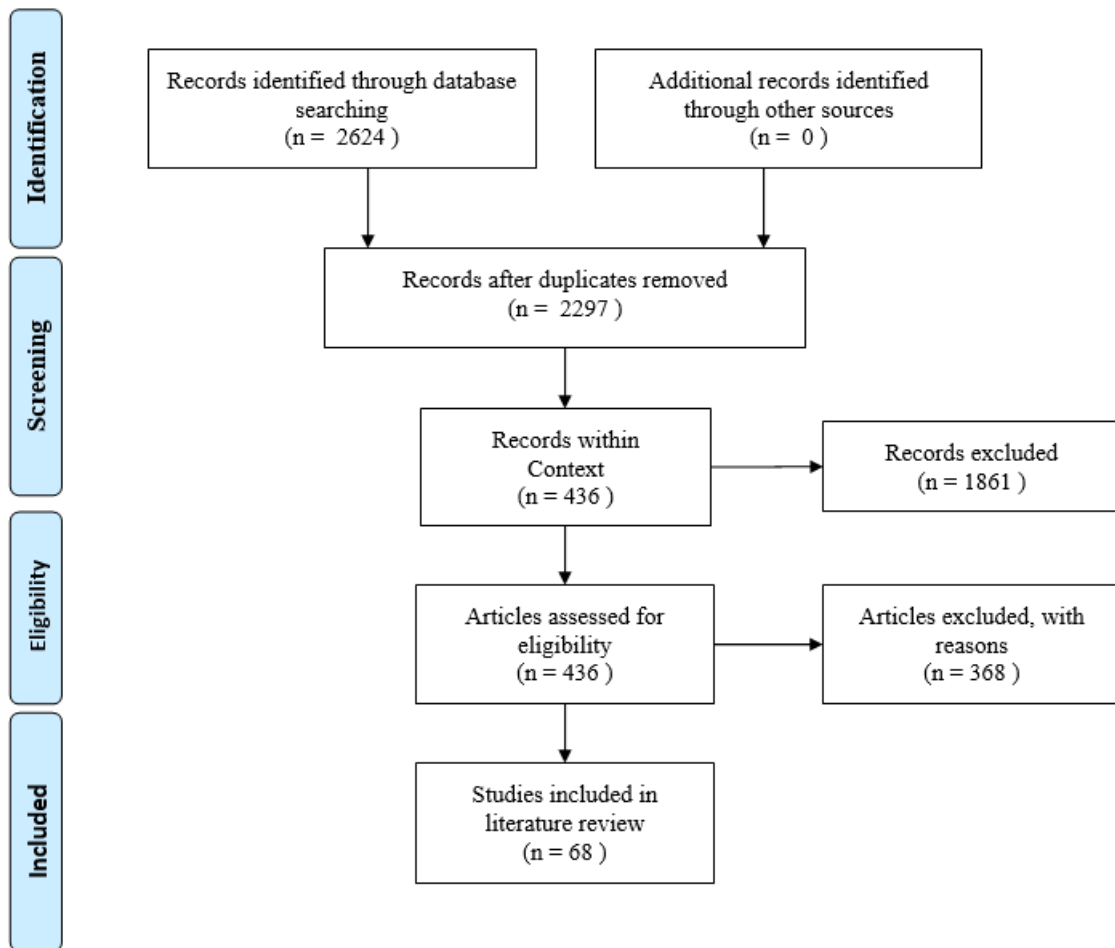 Identification
Records identified through database
searching
(n = 2624 )
Additional records identified
through other sources
(n = 0 )
Screening
Records after duplicates removed
(n = 2297 )
Records within
Context
(n = 436 )
Records excluded
(n = 1861 )
Eligibility
Articles assessed for
eligibility
(n = 436 )
Articles excluded, with
reasons
(n = 368 )
Included
Studies included in
literature review
(n = 68 )